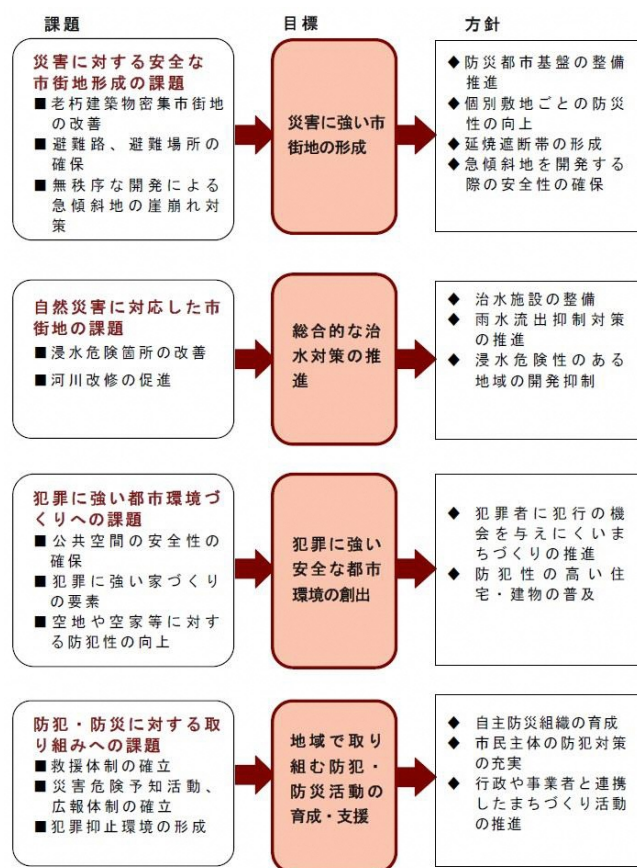 課題
目標
方針
災害に対する安全な
市街地形成の課題
■老朽建築物密集市街地
の改善
■避難路、避難場所の
確保
■無秩序な開発による
急傾斜地の崖崩れ対
策
災害に強い市
街地の形成
◆防災都市基盤の整備
推進
◆個別敷地ごとの防災
性の向上
◆延焼遮断帯の形成
◆急傾斜地を開発する
際の安全性の確保
自然災害に対応した市
街地の課題
■浸水危険箇所の改善
■河川改修の促進
総合的な治
水対策の推
進
◆ 治水施設の整備
◆ 雨水流出抑制対策
の推進
◆ 浸水危険性のある
地域の開発抑制
犯罪に強い都市環境づ
くりへの課題
■公共空間の安全性の
確保
■犯罪に強い家づくり
の要素
■空地や空家等に対す
る防犯性の向上
犯罪に強い
安全な都市
環境の創出
◆ 犯罪者に犯行の機
会を与えにくいま
ちづくりの推進
◆ 防犯性の高い住
宅・建物の普及
防犯・防災に対する取
り組みへの課題
■救援体制の確立
■災害危険予知活動、
広報体制の確立
■犯罪抑止環境の形成
地域で取り
組む防犯・
防災活動の
育成・支援
◆ 自主防災組織の育成
◆ 市民主体の防犯対策
の充実
◆ 行政や事業者と連携
したまちづくり活動
の推進